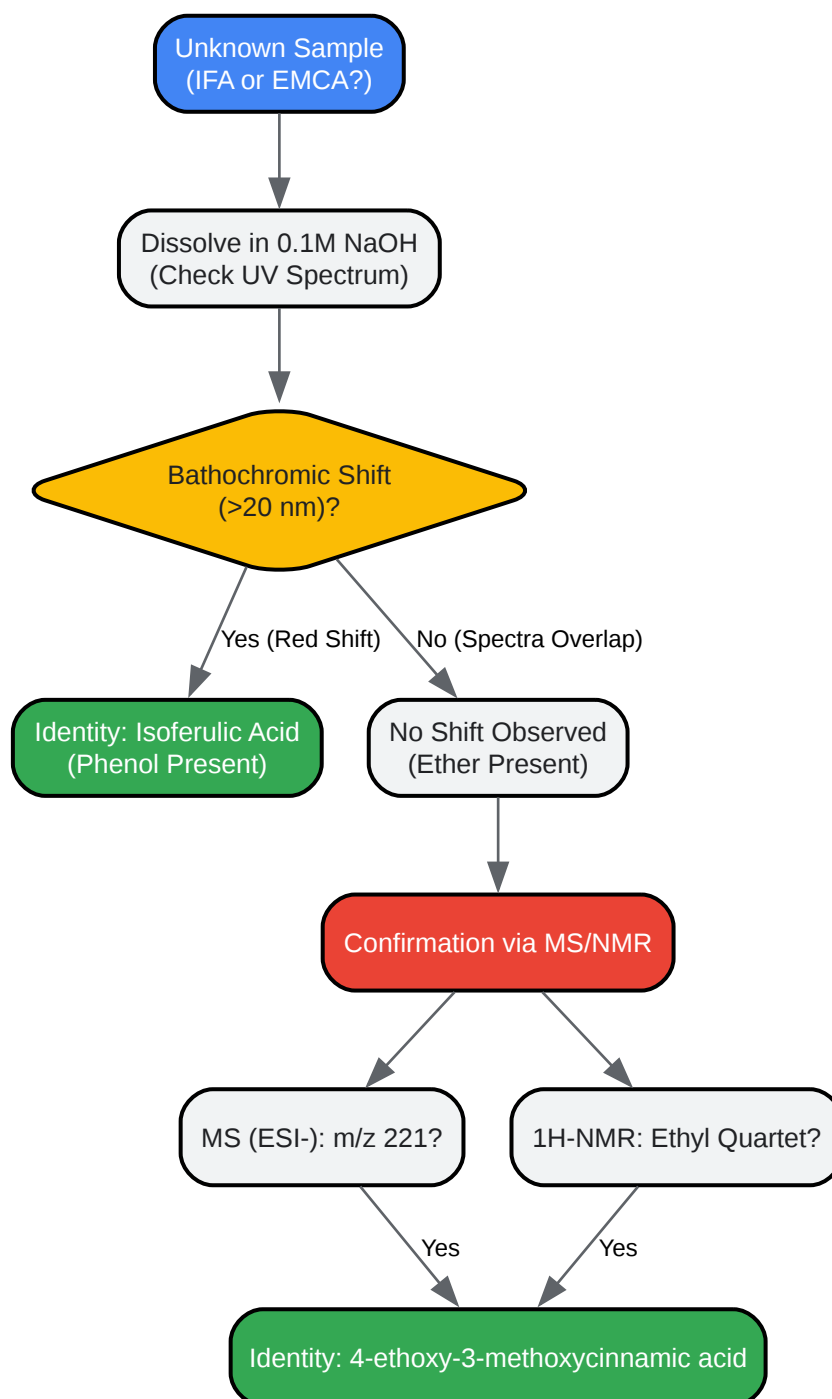 Unknown Sample
(IFA or EMCA?)
Dissolve in 0.1M NaOH
(Check UV Spectrum)
Bathochromic Shift
(>20 nm)?
Yes (Red Shift)
No (Spectra Overlap)
Identity: Isoferulic Acid
(Phenol Present)
No Shift Observed
(Ether Present)
Confirmation via MS/NMR
MS (ESI-): m/z 221?
1H-NMR: Ethyl Quartet?
Yes
Yes
Identity: 4-ethoxy-3-methoxycinnamic acid